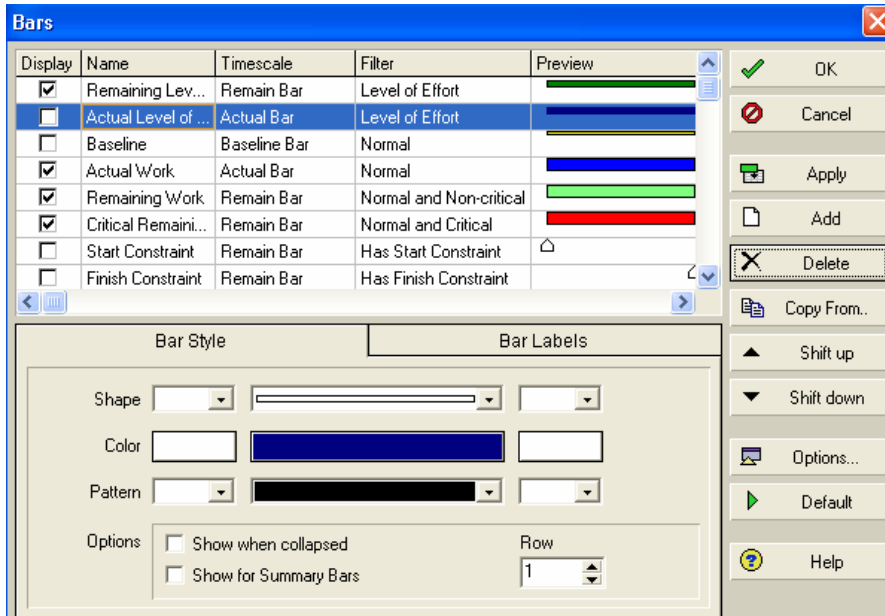 Bars
Display Name Timescale Filter Preview
Remaining Lev... Remain Bar Level of Effort
Actual Level of ... Actual Bar Level of Effort
Baseline Baseline Bar Normal
Actual Work Actual Bar Normal
Remaining Work Remain Bar Normal and Non-critical
Critical Remaini... Remain Bar Normal and Critical
Start Constraint Remain Bar Has Start Constraint
Finish Constraint Remain Bar Has Finish Constraint
OK
Cancel
Apply
Add
Delete
Copy From..
Shift up
Shift down
Options...
Default
Help
Bar Style Bar Labels
Shape
Color
Pattern
Options Show when collapsed Row
Show for Summary Bars 1